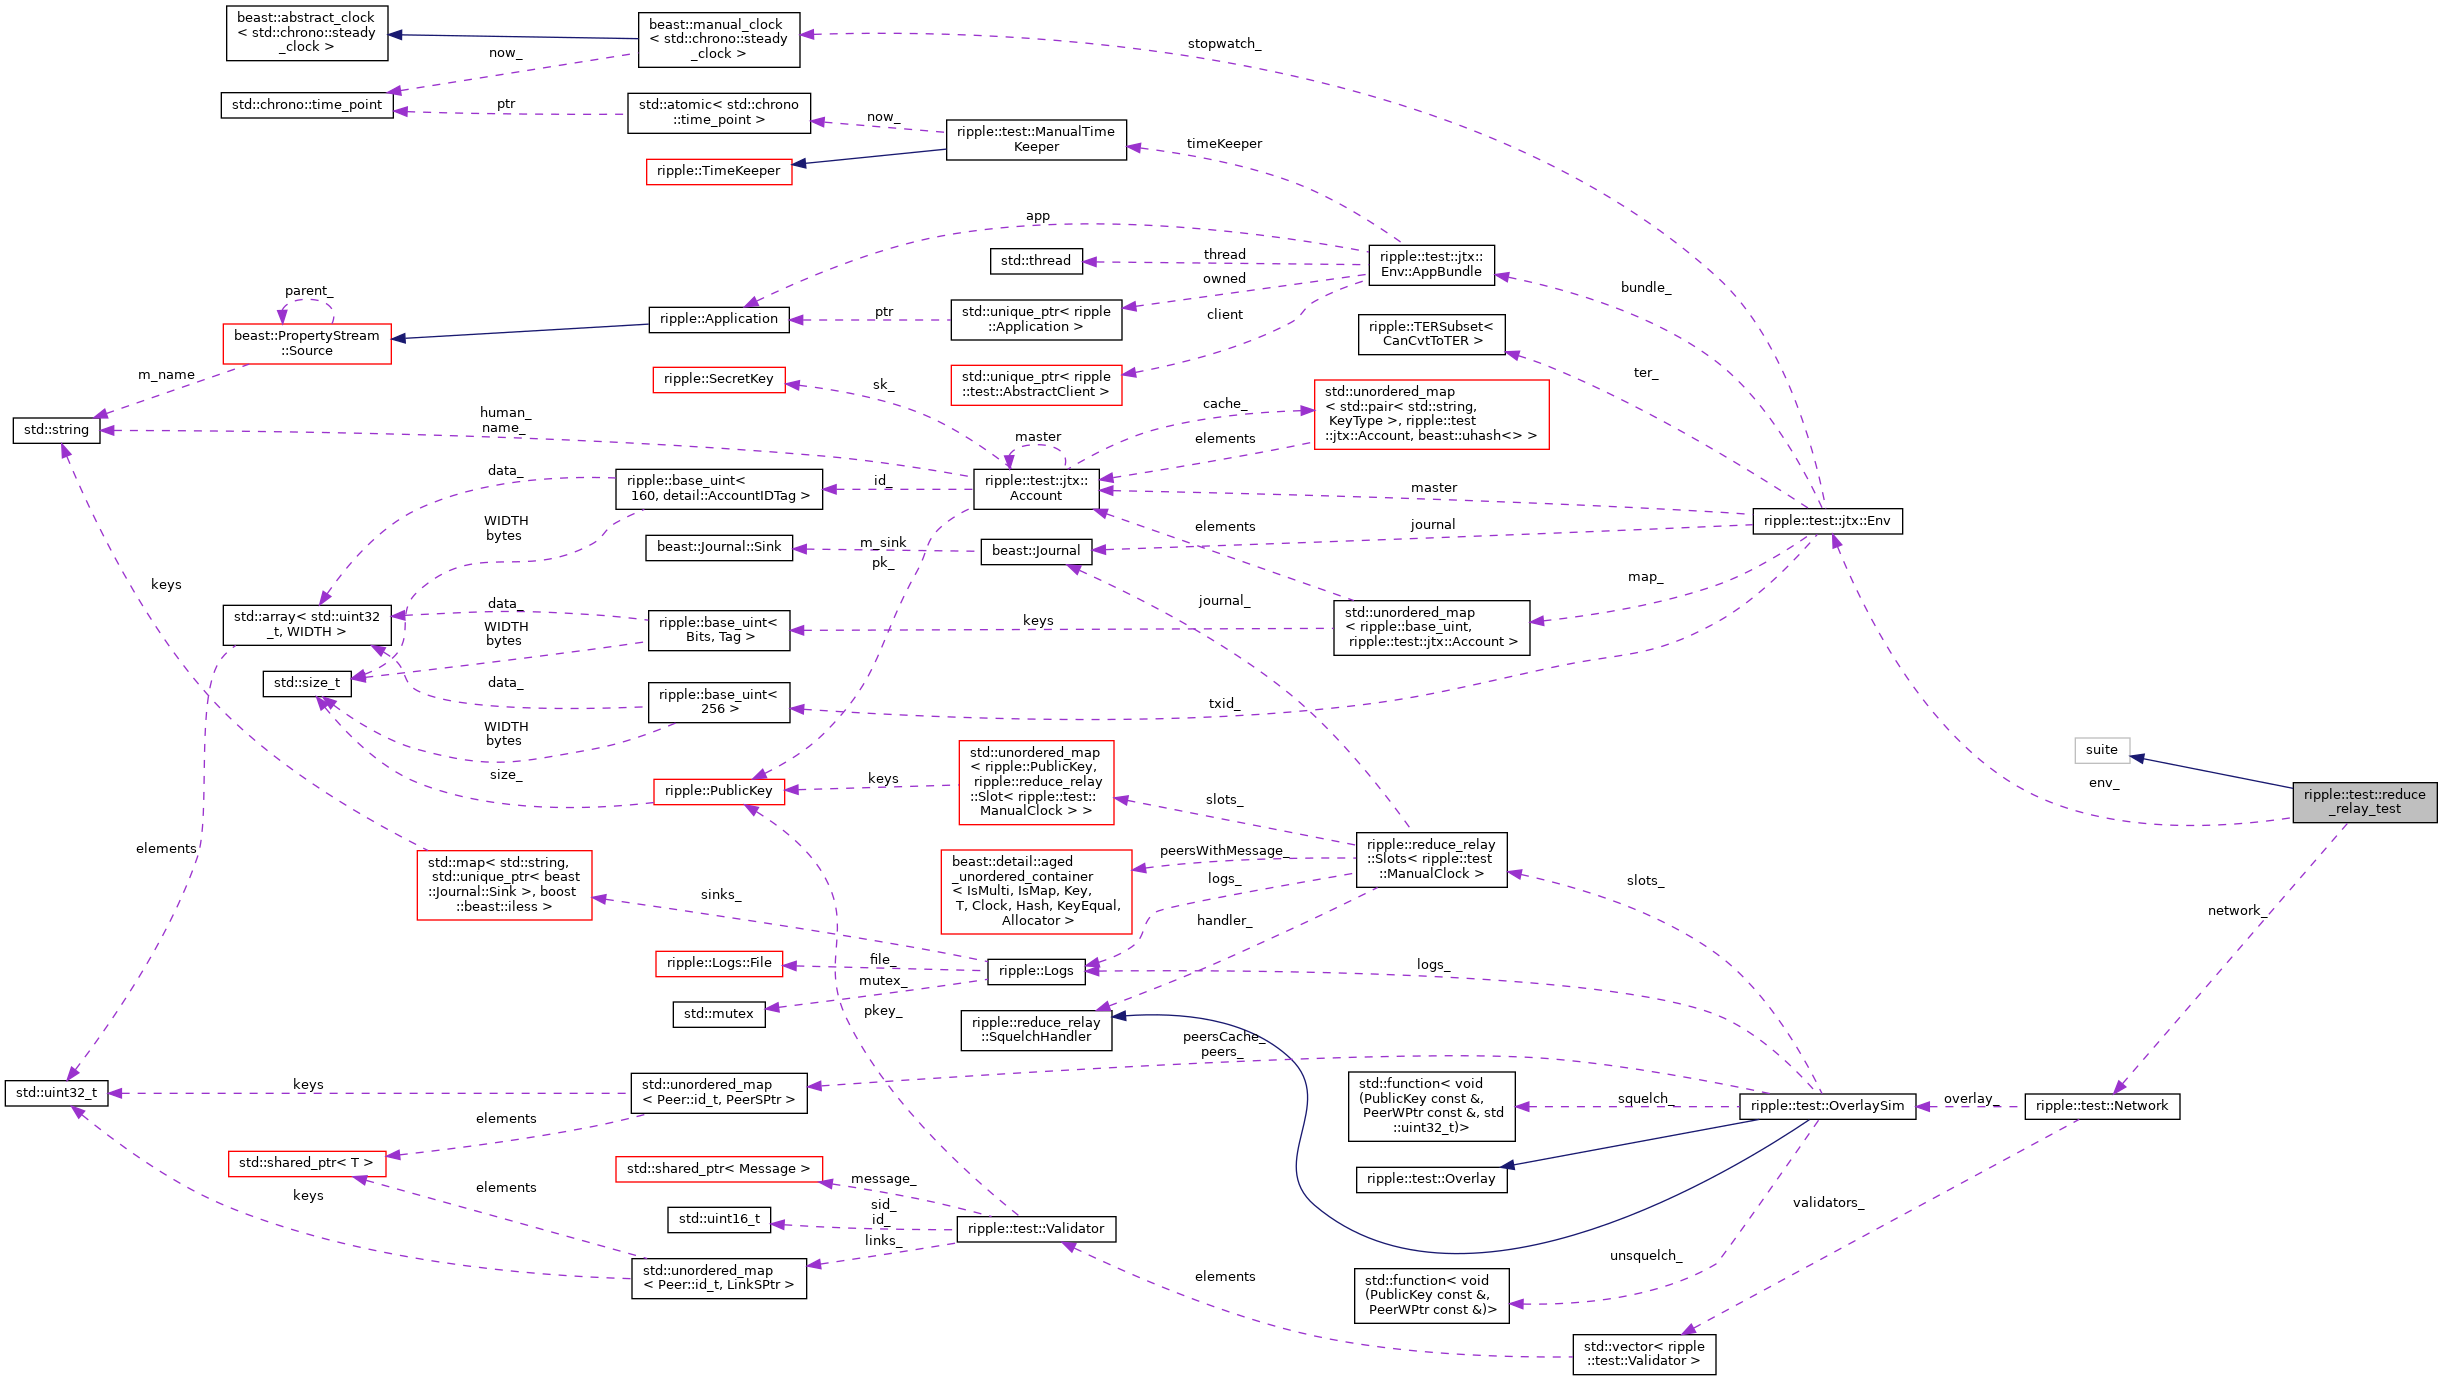 beast::abstract_clock
< std::chrono::steady
_clock >
beast::manual_clock
< std::chrono::steady
_clock >
stopwatch_
now_
std::chrono::time_point
ptr
std::atomic< std::chrono
::time_point >
now_
ripple::test::ManualTime
Keeper
timeKeeper
ripple::TimeKeeper
app
std::thread
thread
ripple::test::jtx::
Env::AppBundle
owned
bundle_
parent_
beast::PropertyStream
::Source
ripple::Application
ptr
std::unique_ptr< ripple
::Application >
client
ripple::TERSubset<
CanCvtToTER >
m_name
ripple::SecretKey
sk_
std::unique_ptr< ripple
::test::AbstractClient >
ter_
std::unordered_map
< std::pair< std::string,
KeyType >, ripple::test
::jtx::Account, beast::uhash<> >
cache_
elements
std::string
human_
name_
master
data_
ripple::base_uint<
160, detail::AccountIDTag >
id_
ripple::test::jtx::
Account
master
WIDTH
bytes
elements
journal
ripple::test::jtx::Env
beast::Journal::Sink
m_sink
beast::Journal
pk_
map_
keys
journal_
std::array< std::uint32
_t, WIDTH >
data_
WIDTH
bytes
ripple::base_uint<
Bits, Tag >
keys
std::unordered_map
< ripple::base_uint,
ripple::test::jtx::Account >
std::size_t
data_
ripple::base_uint<
256 >
txid_
WIDTH
bytes
size_
ripple::PublicKey
keys
std::unordered_map
< ripple::PublicKey,
ripple::reduce_relay
::Slot< ripple::test::
ManualClock > >
slots_
suite
env_
ripple::test::reduce
_relay_test
elements
std::map< std::string,
std::unique_ptr< beast
::Journal::Sink >, boost
::beast::iless >
sinks_
beast::detail::aged
_unordered_container
< IsMulti, IsMap, Key,
T, Clock, Hash, KeyEqual,
Allocator >
peersWithMessage_
logs_
handler_
ripple::reduce_relay
::Slots< ripple::test
::ManualClock >
slots_
network_
ripple::Logs::File
file_
ripple::Logs
logs_
mutex_
std::mutex
pkey_
ripple::reduce_relay
::SquelchHandler
peersCache_
peers_
std::uint32_t
keys
std::unordered_map
< Peer::id_t, PeerSPtr >
elements
std::function< void
(PublicKey const &,
PeerWPtr const &, std
::uint32_t)>
squelch_
ripple::test::OverlaySim
overlay_
ripple::test::Network
std::shared_ptr< T >
std::shared_ptr< Message >
message_
ripple::test::Overlay
keys
elements
std::uint16_t
sid_
id_
ripple::test::Validator
validators_
links_
std::unordered_map
< Peer::id_t, LinkSPtr >
elements
unsquelch_
std::function< void
(PublicKey const &,
PeerWPtr const &)>
std::vector< ripple
::test::Validator >